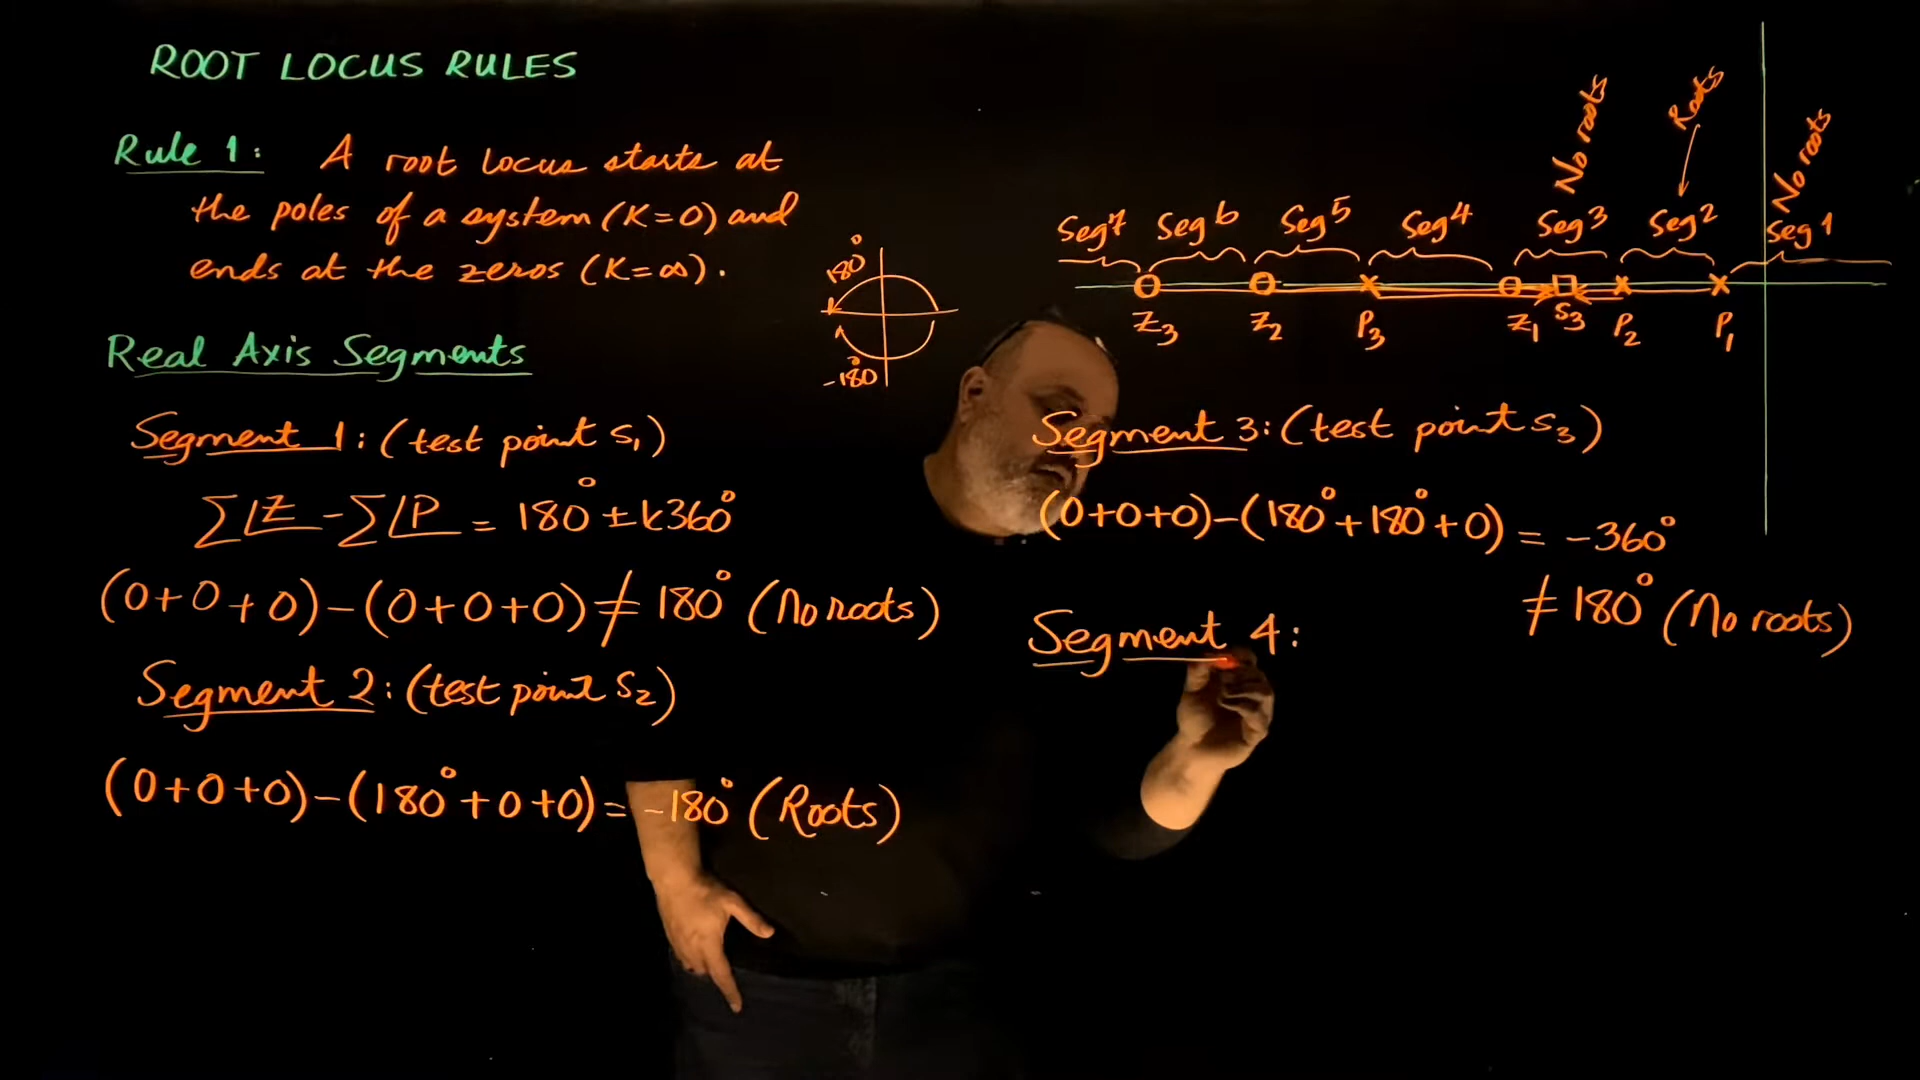 ROOT LOCUS RULES
Rule 1: A root locus starts at
the poles of a system (K=0) and
ends at the zeros (K=∞).
180°
-180°
Real Axis Segments
Segment 1: (test point s₁)
∑∠Z - ∑∠P = 180° ± k360°
(0+0+0)-(0+0+0) ≠ 180° (No roots)
Segment 2: (test point s₂)
(0+0+0)-(180°+0+0) = -180° (Roots)
No roots
Roots
No roots
Seg7 Seg6 Seg5 Seg4 Seg3 Seg2 Seg1
Z₃ Z₂ P₃ Z₁ S₃ P₂ P₁
Segment 3: (test point s₃)
(0+0+0)-(180°+180°+0) = -360°
≠ 180° (No roots)
Segment 4: